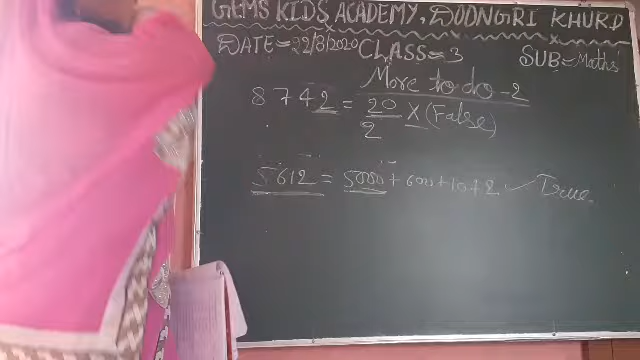 GEMS KIDS ACADEMY, DOONGRI KHURD
DATE=22/8/2020 CLASS=3 SUB=Maths
More to do-2
8742 = 20 X (False)
2
5612 = 5000+600+10+2 ✓ True.